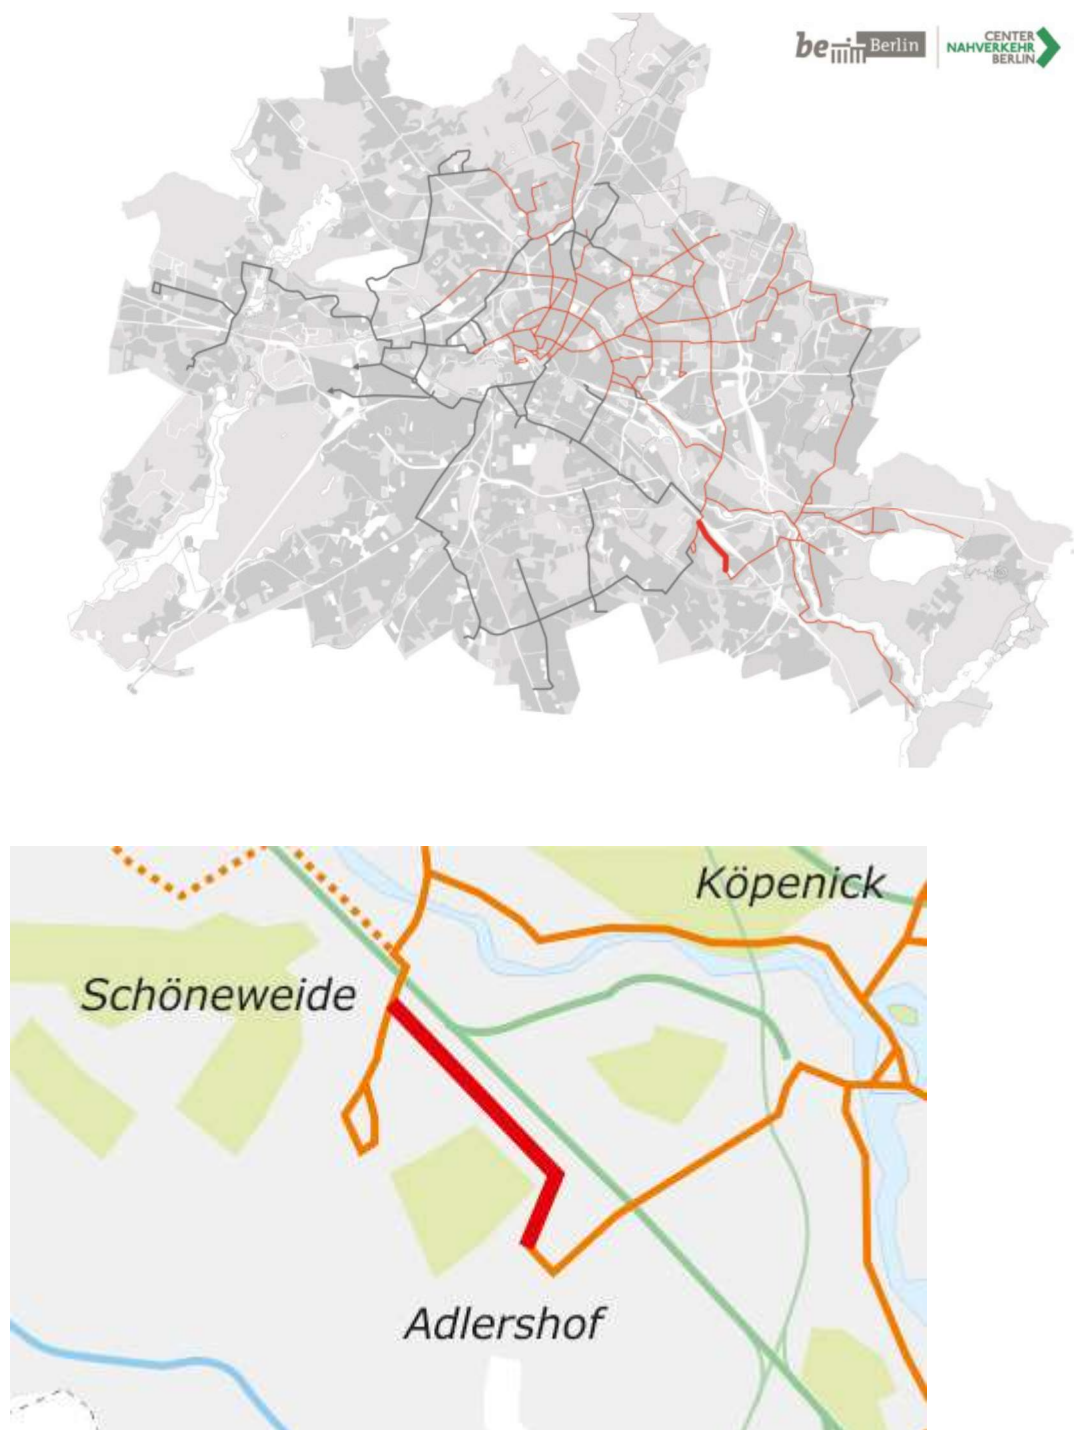 be Berlin
CENTER
NAHVERKEHR
BERLIN
Köpenick
Schöneweide
Adlershof